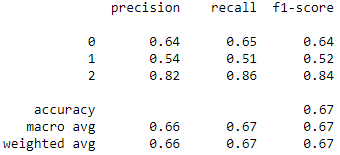 precision recall f1-score
0 0.64 0.65 0.64
1 0.54 0.51 0.52
2 0.82 0.86 0.84
accuracy 0.67
macro avg 0.66 0.67 0.67
weighted avg 0.66 0.67 0.67